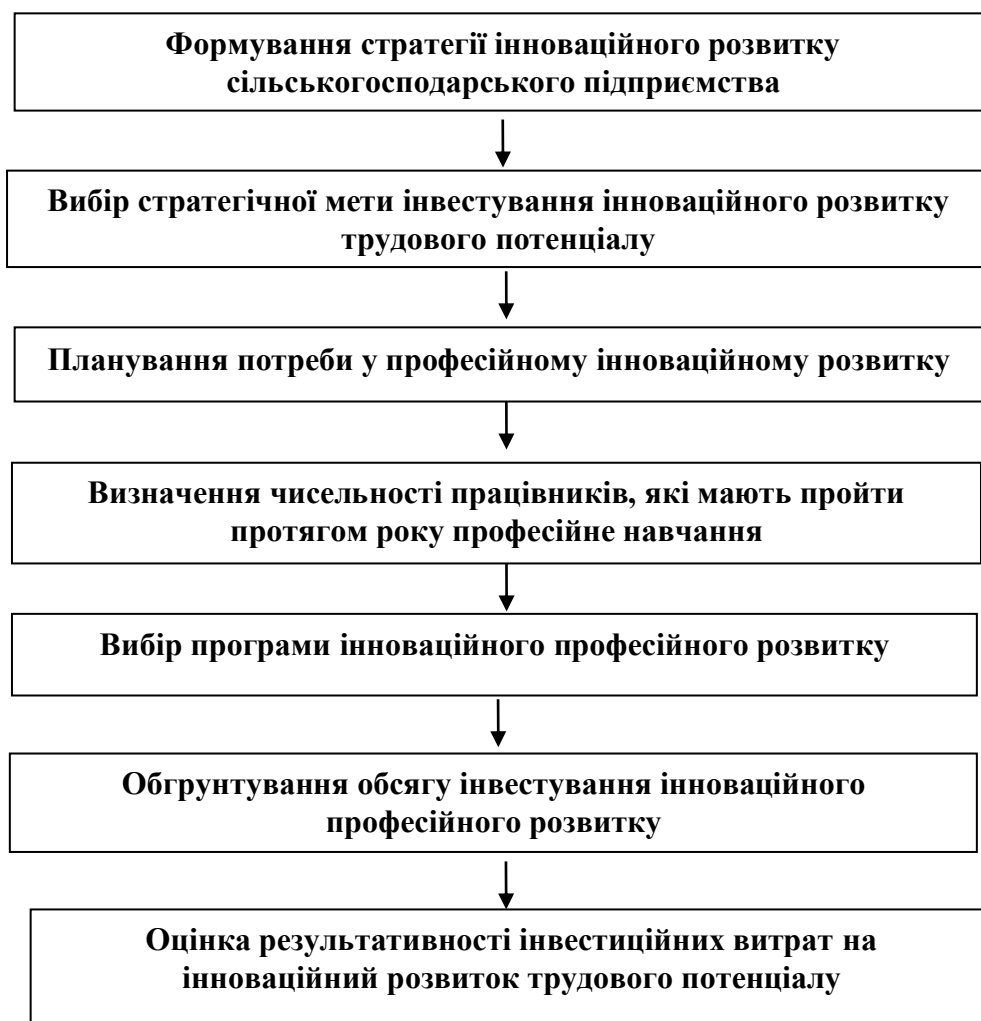 Формування стратегії інноваційного розвитку
сільськогосподарського підприємства
Вибір стратегічної мети інвестування інноваційного розвитку
трудового потенціалу
Планування потреби у професійному інноваційному розвитку
Визначення чисельності працівників, які мають пройти
протягом року професійне навчання
Вибір програми інноваційного професійного розвитку
Обгрунтування обсягу інвестування інноваційного
професійного розвитку
Оцінка результативності інвестиційних витрат на
інноваційний розвиток трудового потенціалу